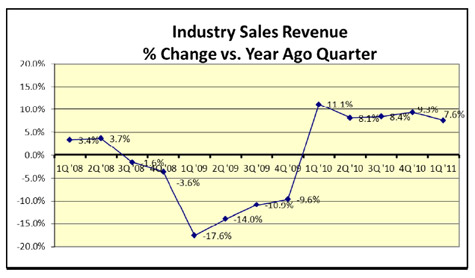 Industry Sales Revenue
% Change vs. Year Ago Quarter
20.0%
15.0%
10.0%
5.0%
0.0%
-5.0%
-10.0%
-15.0%
-20.0%
1Q '08 2Q '08 3Q '08 4Q '08 1Q '09 2Q '09 3Q '09 4Q '09 1Q '10 2Q '10 3Q '10 4Q '10 1Q '11
3.4% 3.7% -1.6% -3.6% -17.6% -14.0% -10.9% -9.6% 11.1% 8.1% 8.4% 9.3% 7.6%